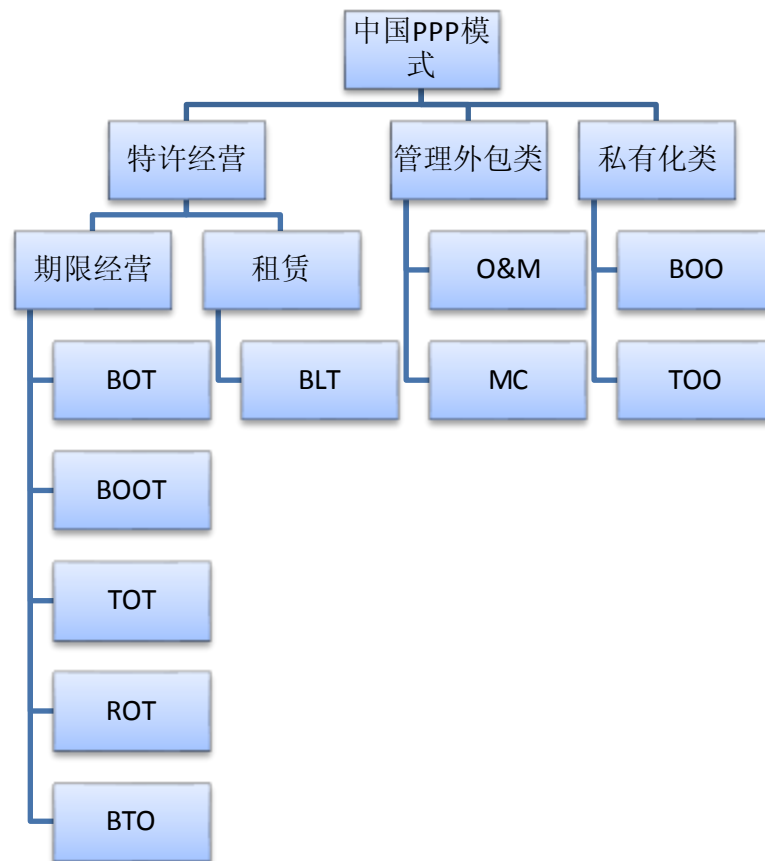 中国PPP模
式
特许经营
管理外包类
私有化类
期限经营
租赁
O&M
BOO
BOT
BLT
MC
TOO
BOOT
TOT
ROT
BTO